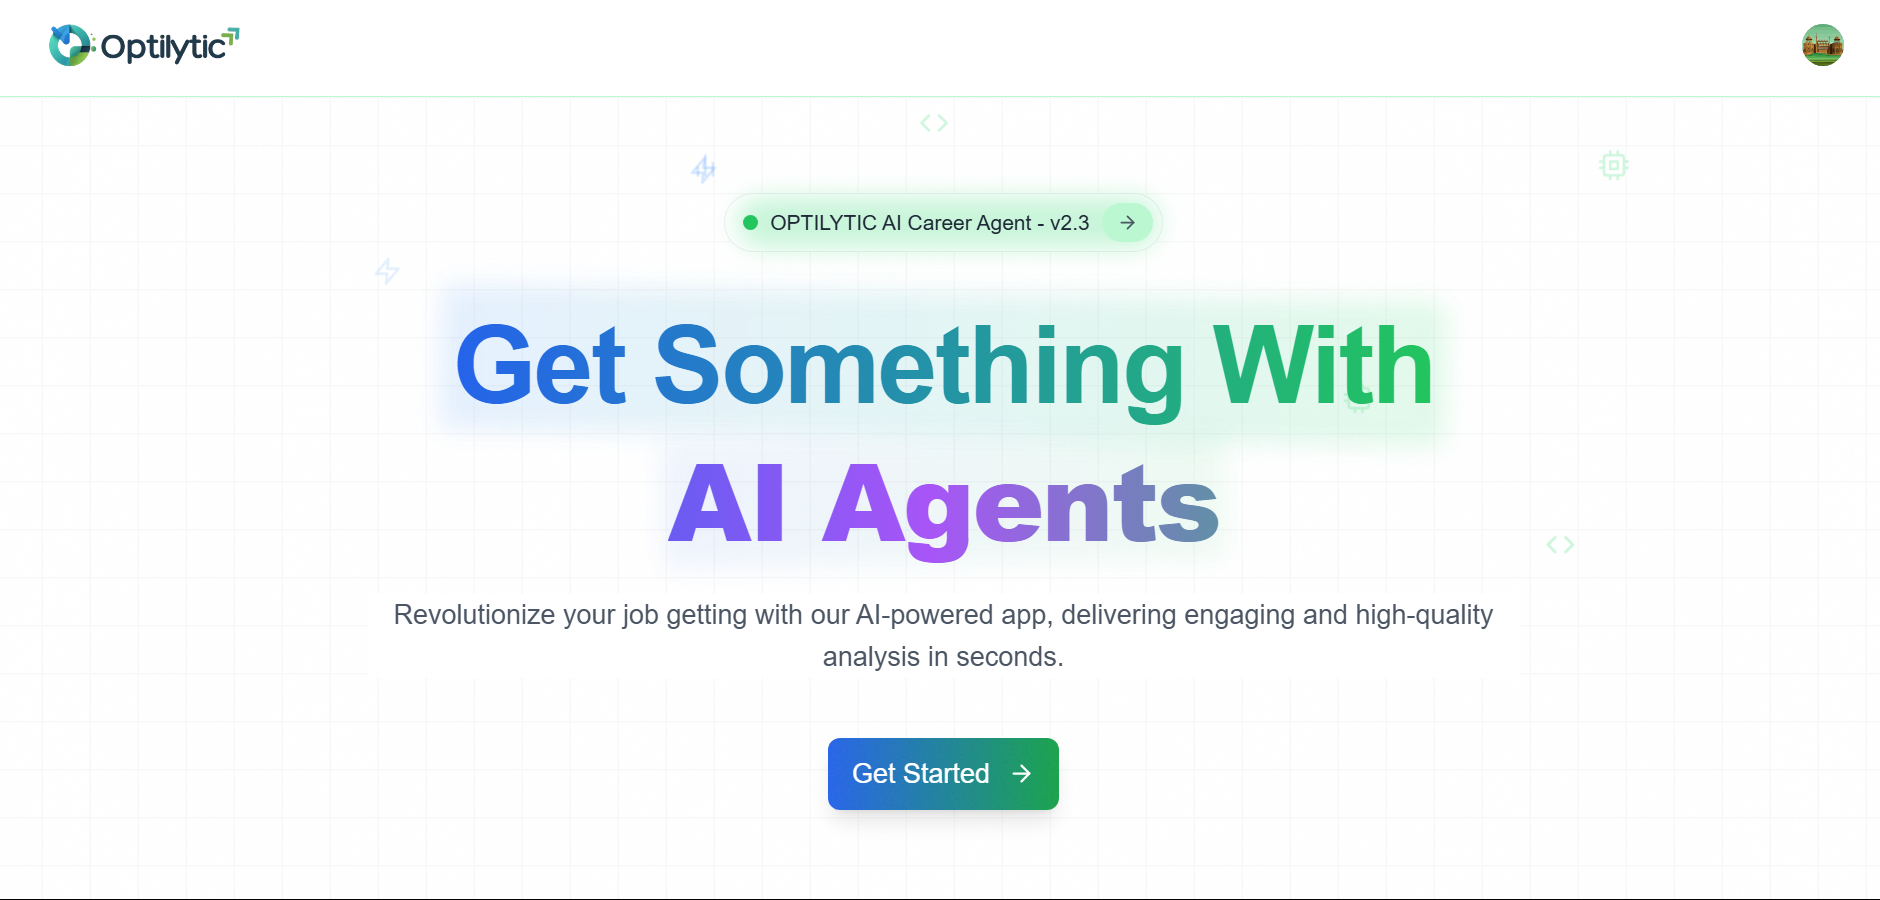 Optilytic
OPTILYTIC AI Career Agent - v2.3
Get Something With
AI Agents
Revolutionize your job getting with our AI-powered app, delivering engaging and high-quality
analysis in seconds.
Get Started